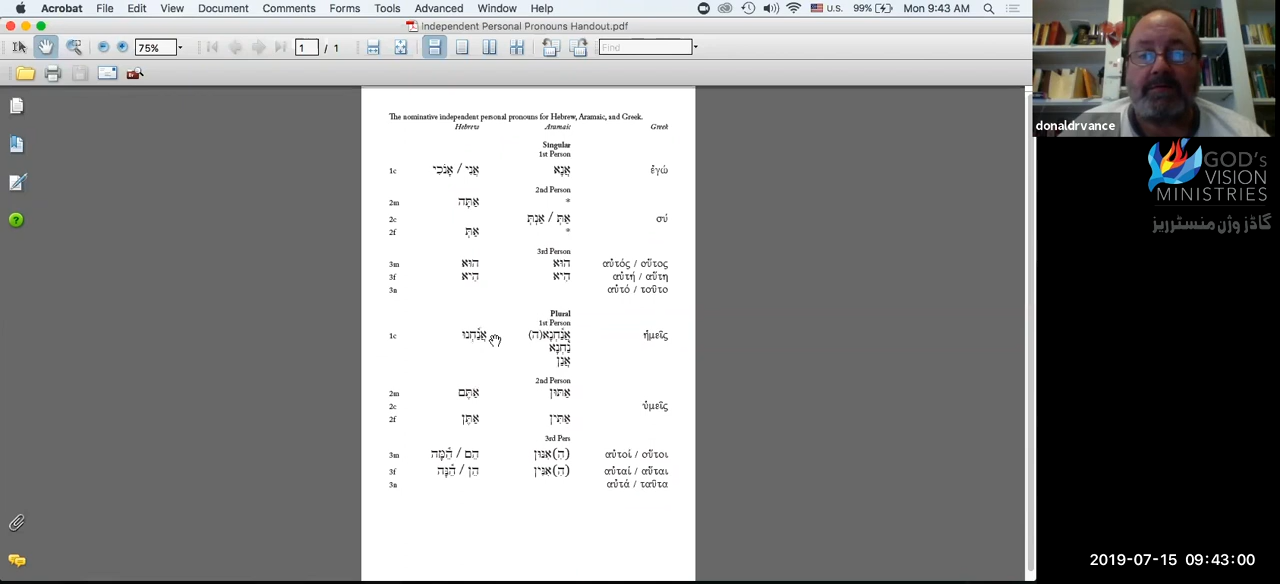 Acrobat File Edit View Document Comments Forms Tools Advanced Window Help U.S. 99% Mon 9:43 AM
Independent Personal Pronouns Handout.pdf
75% 1 / 1 Find
The nominative independent personal pronouns for Hebrew, Aramaic, and Greek.
Hebrew Aramaic Greek
Singular
1st Person
1c אֲנִי / אָנֹכִי אֲנָא ἐγώ
2nd Person
2m אַתָּה *
2c אַתְּ / אַנְתְּ σύ
2f אַתְּ *
3rd Person
3m הוּא הוּא αὐτός / οὗτος
3f הִיא הִיא αὐτή / αὕτη
3n αὐτό / τοῦτο
Plural
1st Person
1c אֲנַ֫חְנוּ אֲנַ֫חְנָא(ה) ἡμεῖς
נַחְנָא
אֲנַן
2nd Person
2m אַתֶּם אַתּוּן
2c ὑμεῖς
2f אַתֶּן אַתִּין
3rd Pers
3m הֵם / הֵ֫מָּה (הִ)אִנּוּן αὐτοί / οὗτοι
3f הֵן / הֵ֫נָּה (הִ)אִנִּין αὐταί / αὗται
3n αὐτά / ταῦτα
donaldrvance
GOD's
VISION
MINISTRIES
گاڈز وژن منسٹریز
2019-07-15 09:43:00